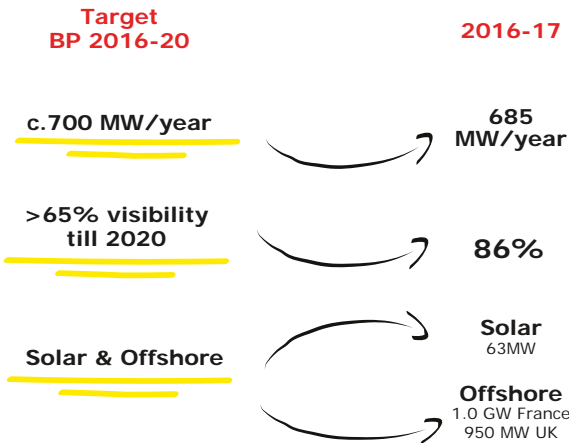 Target
BP 2016-20
2016-17
c.700 MW/year
685
MW/year
>65% visibility
till 2020
86%
Solar & Offshore
Solar
63MW
Offshore
1.0 GW France
950 MW UK